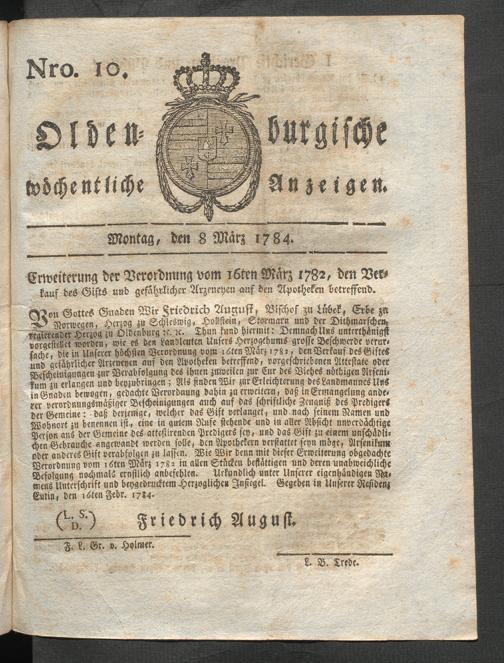 Nro. 10.
Olden- burgische
wöchentliche Anzeigen.
Montag, den 8 März 1784.
Erweiterung der Verordnung vom 16ten März 1782, den Ver-
kauf des Gifts und gefährlicher Arzeneyen auf den Apotheken betreffend.
Von Gottes Gnaden Wir Friedrich August, Bischof zu Lübek, Erbe zu
Norwegen, Herzog zu Schleswig, Hollstein, Stormarn und der Dithmarschen,
regierender Herzog zu Oldenburg ꝛc. ꝛc. Thun kund hiermit: Demnach Uns unterthänigst
vorgestellet worden, wie es den Landleuten Unsers Herzogthums grosse Beschwerde verur-
sache, die in Unserer höchsten Verordnung vom 16ten März 1782, den Verkauf des Giftes
und gefährlicher Arzeneyen auf den Apotheken betreffend, vorgeschriebenen Attestate oder
Bescheinigungen zur Verabfolgung des ihnen zuweilen zur Cur des Viehes nöthigen Arseni-
kum zu erlangen und beyzubringen; Als finden Wir zur Erleichterung des Landmannes Uns
in Gnaden bewogen, gedachte Verordnung dahin zu erweitern, daß in Ermangelung ande-
rer verordnungsmäßiger Bescheinigungen auch auf das schriftliche Zeugniß des Predigers
der Gemeine: daß derjenige, welcher das Gift verlanget, und nach seinem Namen und
Wohnort zu benennen ist, eine in gutem Rufe stehende und in aller Absicht unverdächtige
Person aus der Gemeine des attestirenden Predigers sey, und das Gift zu einem unschädli-
chen Gebrauche angewandt werden solle, den Apothekern verstattet seyn möge, Arsenikum
oder anderes Gift verabfolgen zu lassen. Wie Wir denn mit dieser Erweiterung obgedachte
Verordnung vom 16ten März 1782 in allen Stücken bestättigen und deren unabweichliche
Befolgung nochmals ernstlich anbefehlen. Urkundlich unter Unserer eigenhändigen Na-
mens Unterschrift und beygedrucktem Herzoglichen Insiegel. Gegeben in Unserer Residenz
Eutin, den 16ten Febr. 1784.
(L. S.
D.) Friedrich August.
F. L. Gr. v. Holmer.
L. B. Trede.